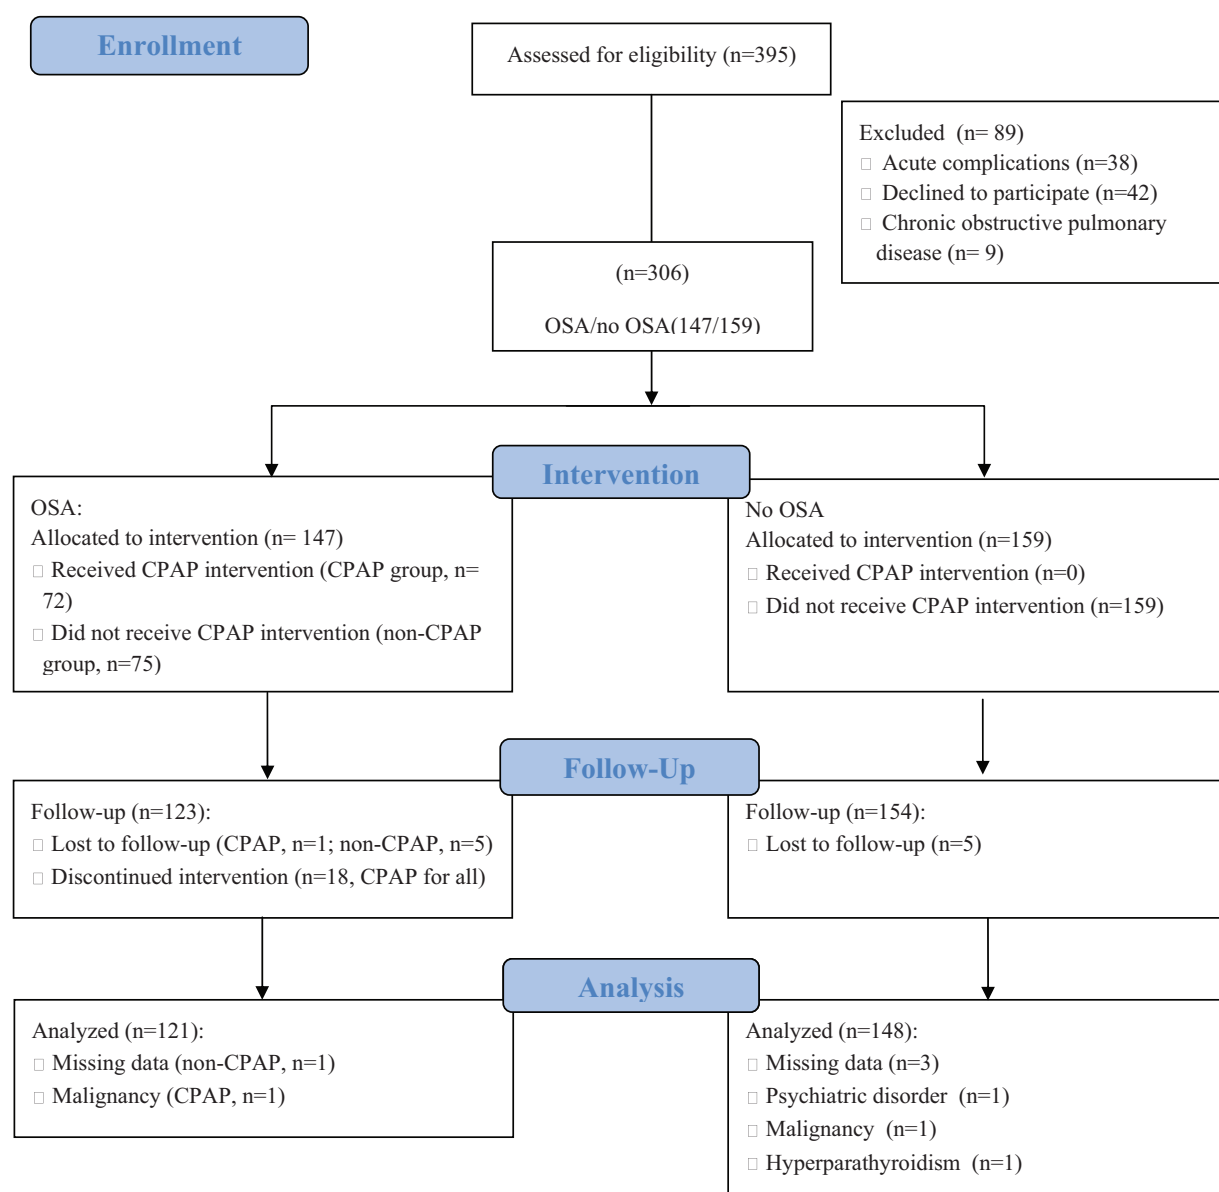 Enrollment
Assessed for eligibility (n=395)
Excluded (n= 89)
□ Acute complications (n=38)
□ Declined to participate (n=42)
□ Chronic obstructive pulmonary
disease (n= 9)
(n=306)
OSA/no OSA(147/159)
Intervention
OSA:
Allocated to intervention (n= 147)
□ Received CPAP intervention (CPAP group, n=
72)
□ Did not receive CPAP intervention (non-CPAP
group, n=75)
No OSA
Allocated to intervention (n=159)
□ Received CPAP intervention (n=0)
□ Did not receive CPAP intervention (n=159)
Follow-Up
Follow-up (n=123):
□ Lost to follow-up (CPAP, n=1; non-CPAP, n=5)
□ Discontinued intervention (n=18, CPAP for all)
Follow-up (n=154):
□ Lost to follow-up (n=5)
Analysis
Analyzed (n=121):
□ Missing data (non-CPAP, n=1)
□ Malignancy (CPAP, n=1)
Analyzed (n=148):
□ Missing data (n=3)
□ Psychiatric disorder (n=1)
□ Malignancy (n=1)
□ Hyperparathyroidism (n=1)